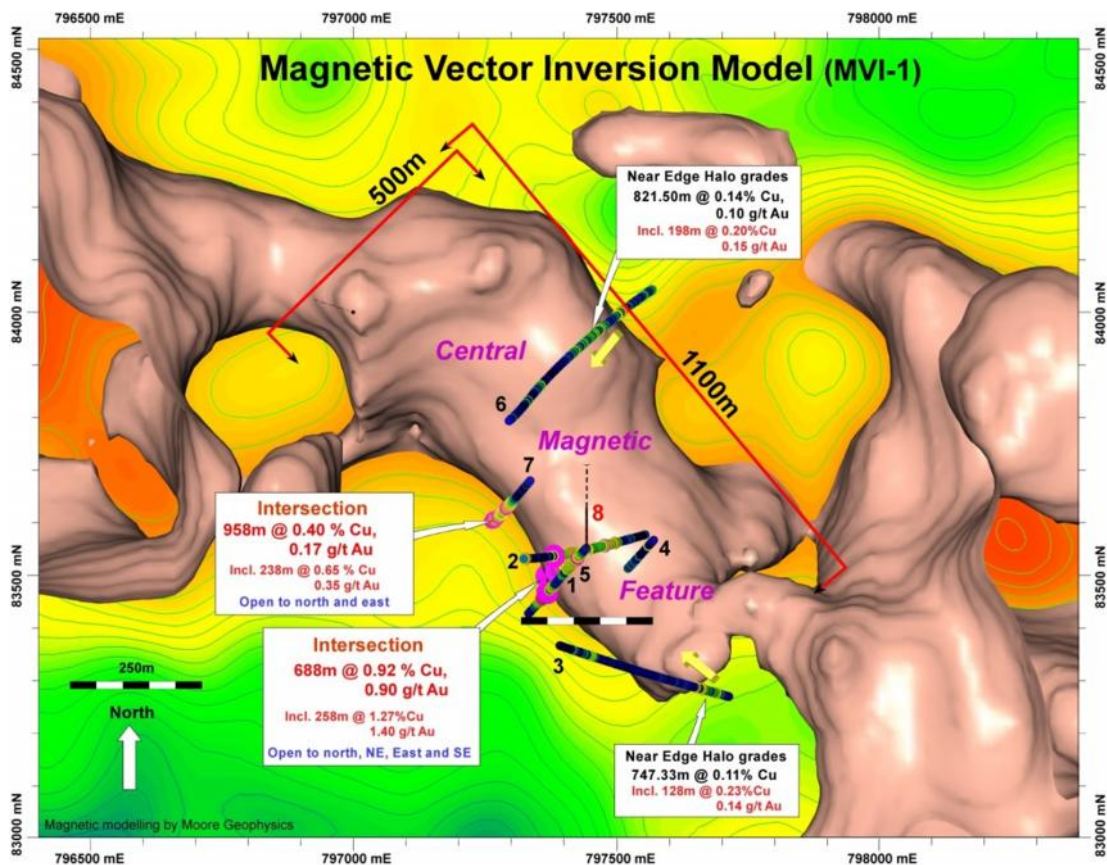 796500 mE
797000 mE
797500 mE
798000 mE
84500 mN
84500 mN
Magnetic Vector Inversion Model (MVI-1)
500m
Near Edge Halo grades
821.50m @ 0.14% Cu,
0.10 g/t Au
Incl. 198m @ 0.20%Cu
0.15 g/t Au
84000 mN
84000 mN
Central
1100m
6
Magnetic
7
8
Intersection
958m @ 0.40 % Cu,
0.17 g/t Au
Incl. 238m @ 0.65 % Cu
0.35 g/t Au
Open to north and east
2
4
5
1
Feature
83500 mN
83500 mN
Intersection
688m @ 0.92 % Cu,
0.90 g/t Au
Incl. 258m @ 1.27%Cu
1.40 g/t Au
Open to north, NE, East and SE
3
250m
North
Near Edge Halo grades
747.33m @ 0.11% Cu
Incl. 128m @ 0.23%Cu
0.14 g/t Au
Magnetic modelling by Moore Geophysics
83000 mN
83000 mN
796500 mE
797000 mE
797500 mE
798000 mE